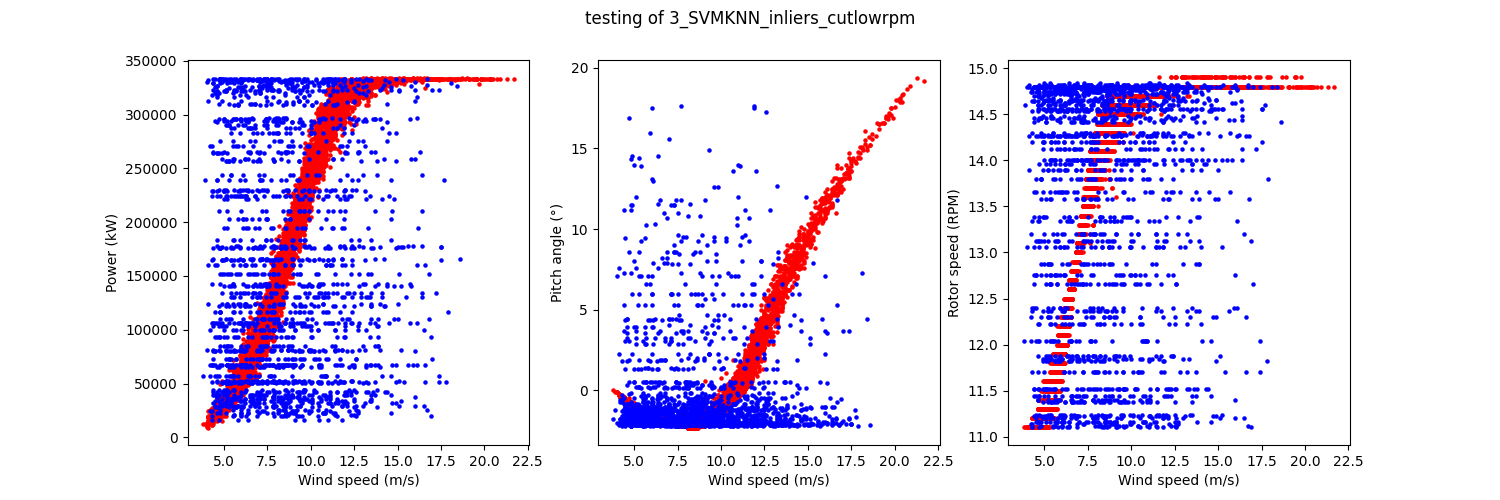 testing of 3_SVMKNN_inliers_cutlowrpm
350000
300000
250000
200000
150000
100000
50000
0
Power (kW)
5.0 7.5 10.0 12.5 15.0 17.5 20.0 22.5
Wind speed (m/s)
20
15
10
5
0
Pitch angle (°)
5.0 7.5 10.0 12.5 15.0 17.5 20.0 22.5
Wind speed (m/s)
15.0
14.5
14.0
13.5
13.0
12.5
12.0
11.5
11.0
Rotor speed (RPM)
5.0 7.5 10.0 12.5 15.0 17.5 20.0 22.5
Wind speed (m/s)